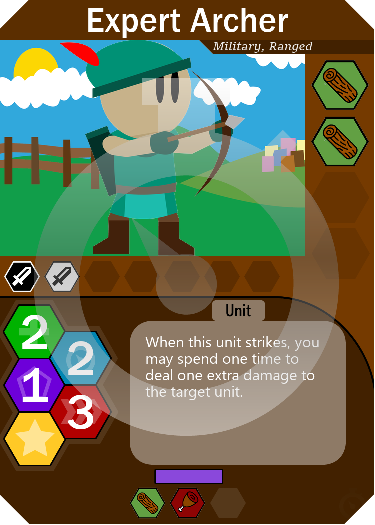 Expert Archer
Military, Ranged
Unit
2
2
1
3
When this unit strikes, you
may spend one time to
deal one extra damage to
the target unit.